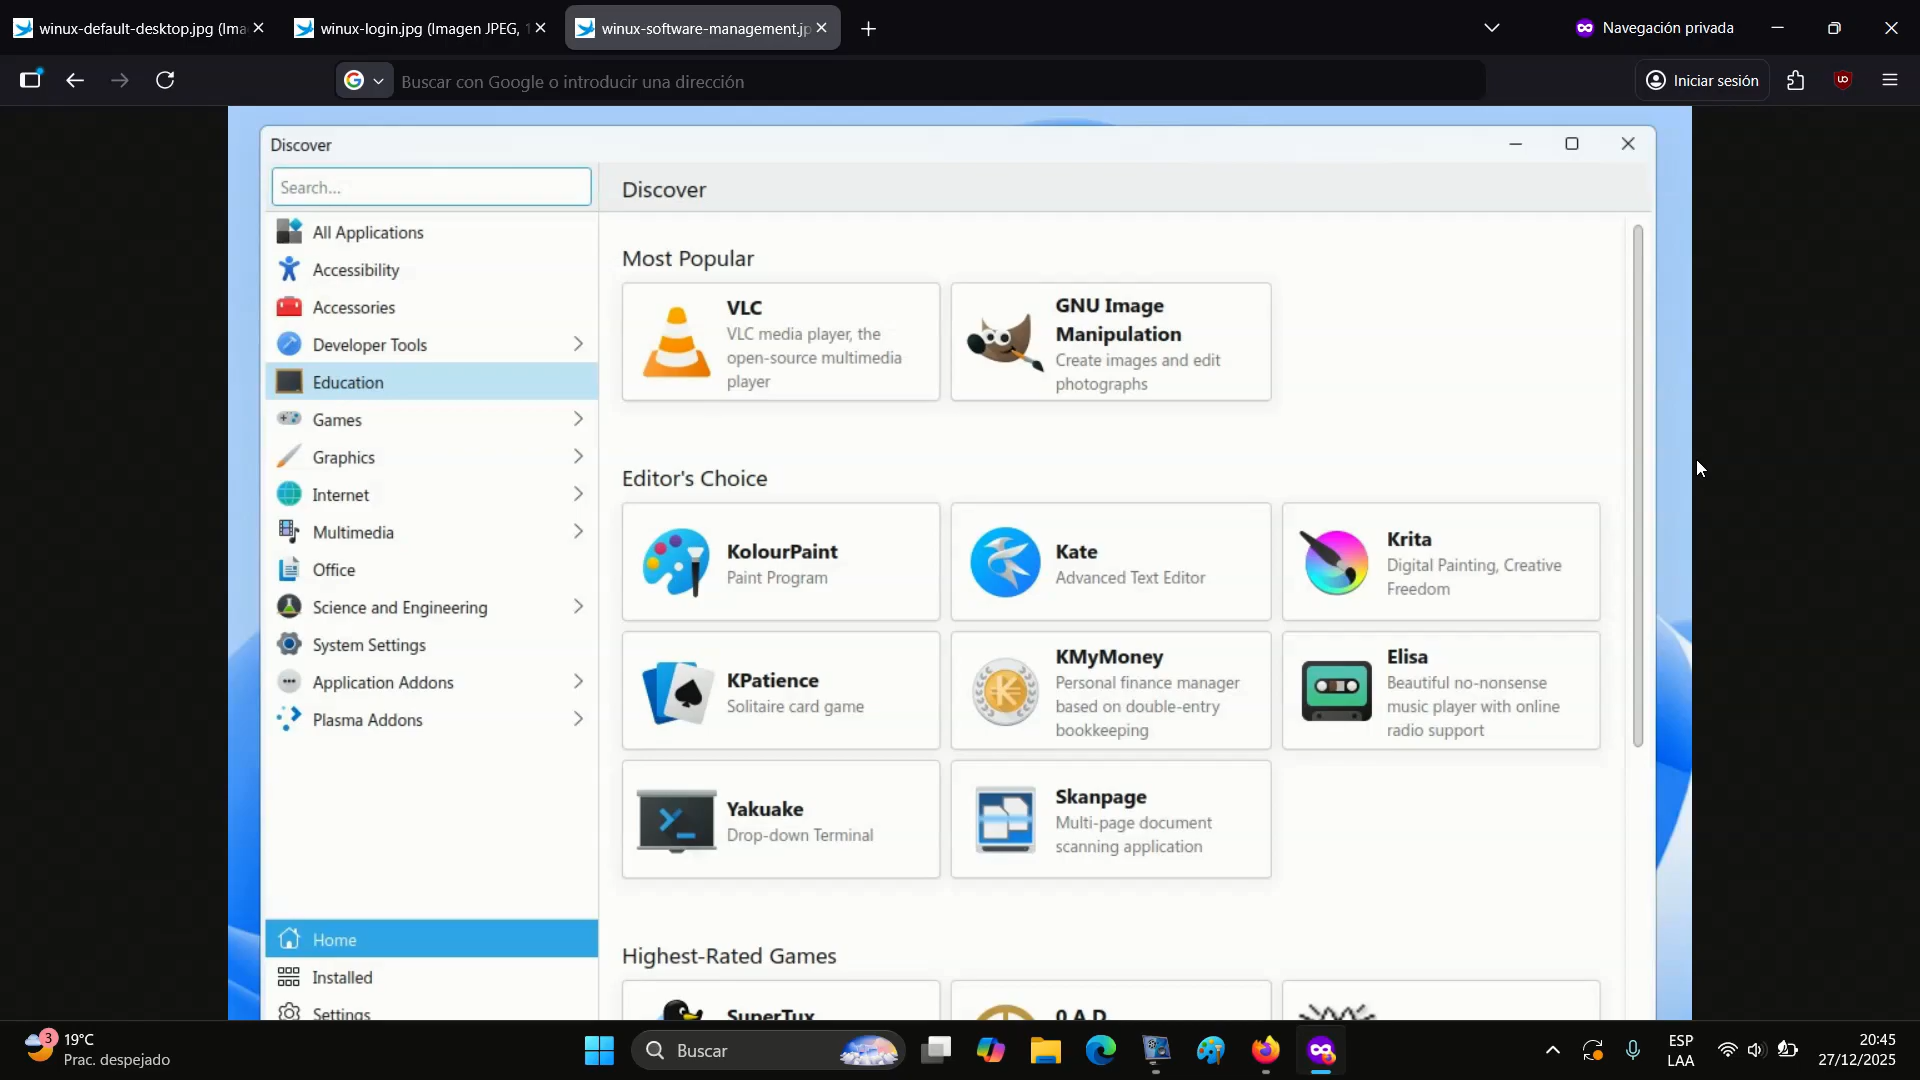 winux-default-desktop.jpg (Ima
winux-login.jpg (Imagen JPEG, 1
winux-software-management.jp
Navegación privada
Buscar con Google o introducir una dirección
Iniciar sesión
Discover
Search...
Discover
All Applications
Accessibility
Accessories
Developer Tools
Education
Games
Graphics
Internet
Multimedia
Office
Science and Engineering
System Settings
Application Addons
Plasma Addons
Home
Installed
Settings
Most Popular
VLC
VLC media player, the
open-source multimedia
player
GNU Image
Manipulation
Create images and edit
photographs
Editor's Choice
KolourPaint
Paint Program
Kate
Advanced Text Editor
Krita
Digital Painting, Creative
Freedom
KPatience
Solitaire card game
KMyMoney
Personal finance manager
based on double-entry
bookkeeping
Elisa
Beautiful no-nonsense
music player with online
radio support
Yakuake
Drop-down Terminal
Skanpage
Multi-page document
scanning application
Highest-Rated Games
SuperTux
0 A.D.
3
19°C
Prac. despejado
Buscar
ESP
LAA
20:45
27/12/2025